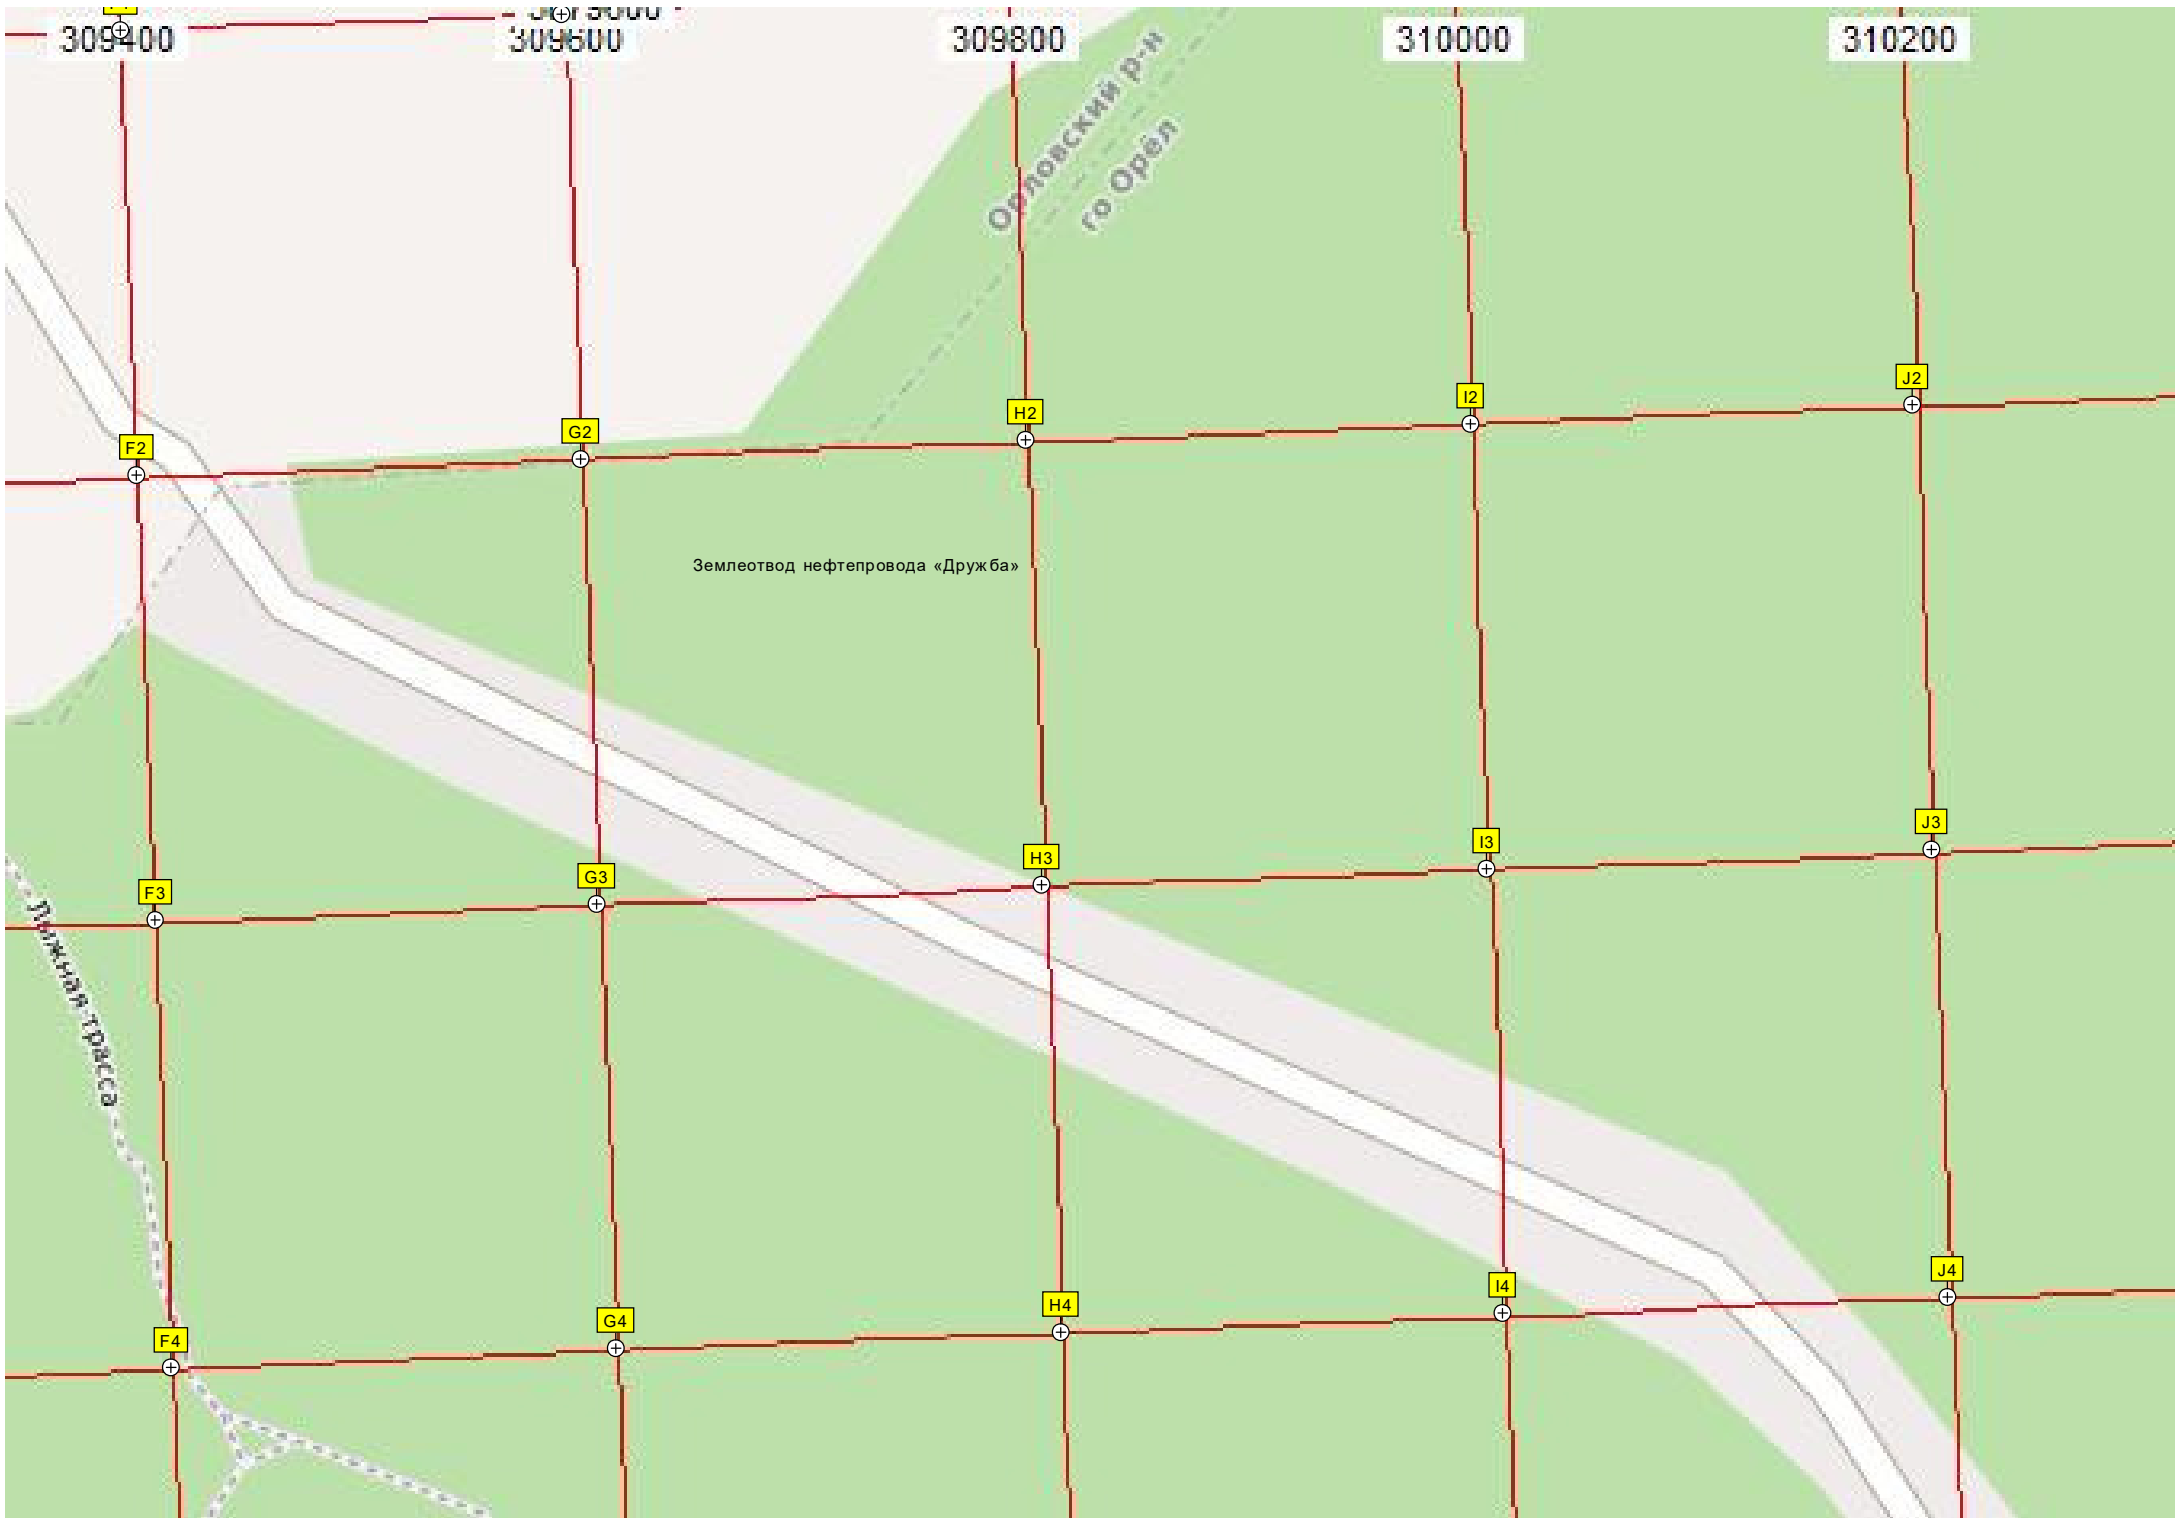 309400
309600
309800
310000
310200
Орловский р-н
го Орёл
J2
I2
H2
G2
F2
Землеотвод нефтепровода «Дружба»
J3
I3
H3
G3
F3
Лыжная трасса
J4
I4
H4
G4
F4